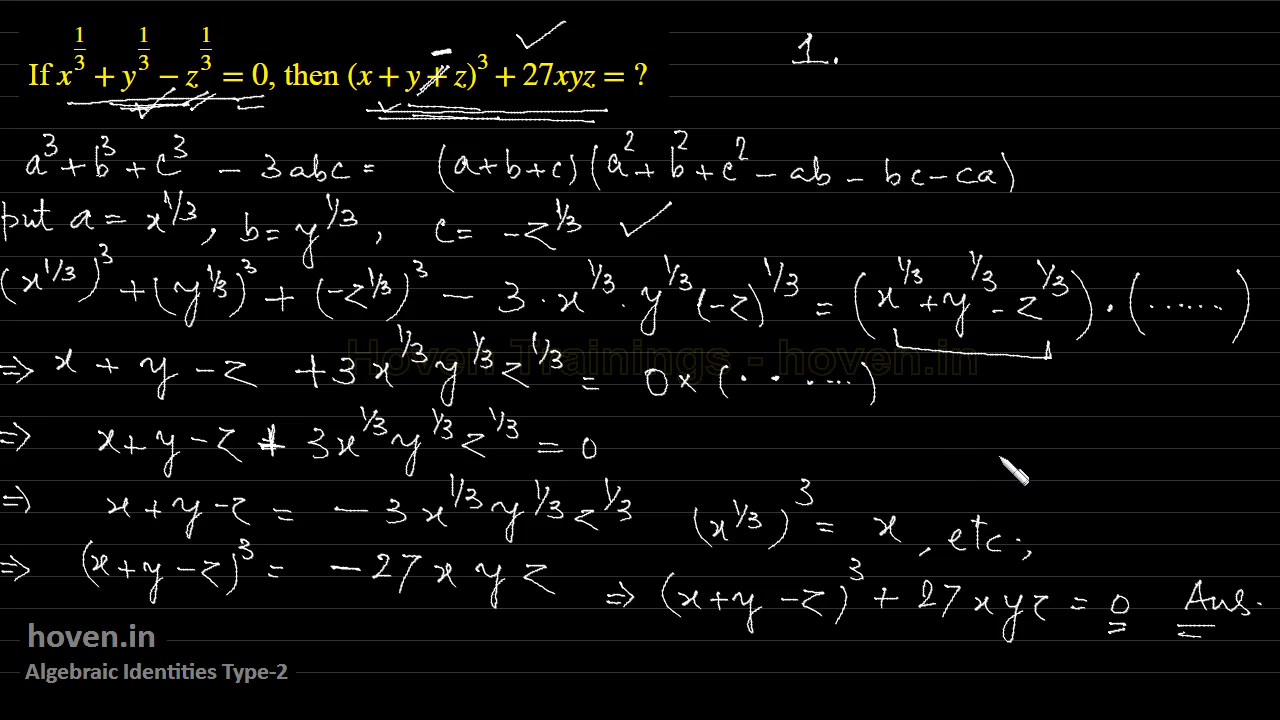 If x^{1/3} + y^{1/3} − z^{1/3} = 0, then (x + y + z)^3 + 27xyz = ?
1.
a^3 + b^3 + c^3 - 3abc = (a+b+c)(a^2+b^2+c^2-ab-bc-ca)
put a = x^{1/3}, b = y^{1/3}, c = -z^{1/3} ✓
(x^{1/3})^3 + (y^{1/3})^3 + (-z^{1/3})^3 - 3·x^{1/3}·y^{1/3}(-z)^{1/3} = (x^{1/3}+y^{1/3}-z^{1/3})·(......)
Hoven Trainings - hoven.in
⇒ x + y - z + 3x^{1/3}y^{1/3}z^{1/3} = 0 × (.......)
⇒ x+y-z + 3x^{1/3}y^{1/3}z^{1/3} = 0
⇒ x+y-z = -3x^{1/3}y^{1/3}z^{1/3} (x^{1/3})^3 = x, etc.,
⇒ (x+y-z)^3 = -27xyz ⇒ (x+y-z)^3 + 27xyz = 0 Ans.
hoven.in
Algebraic Identities Type-2